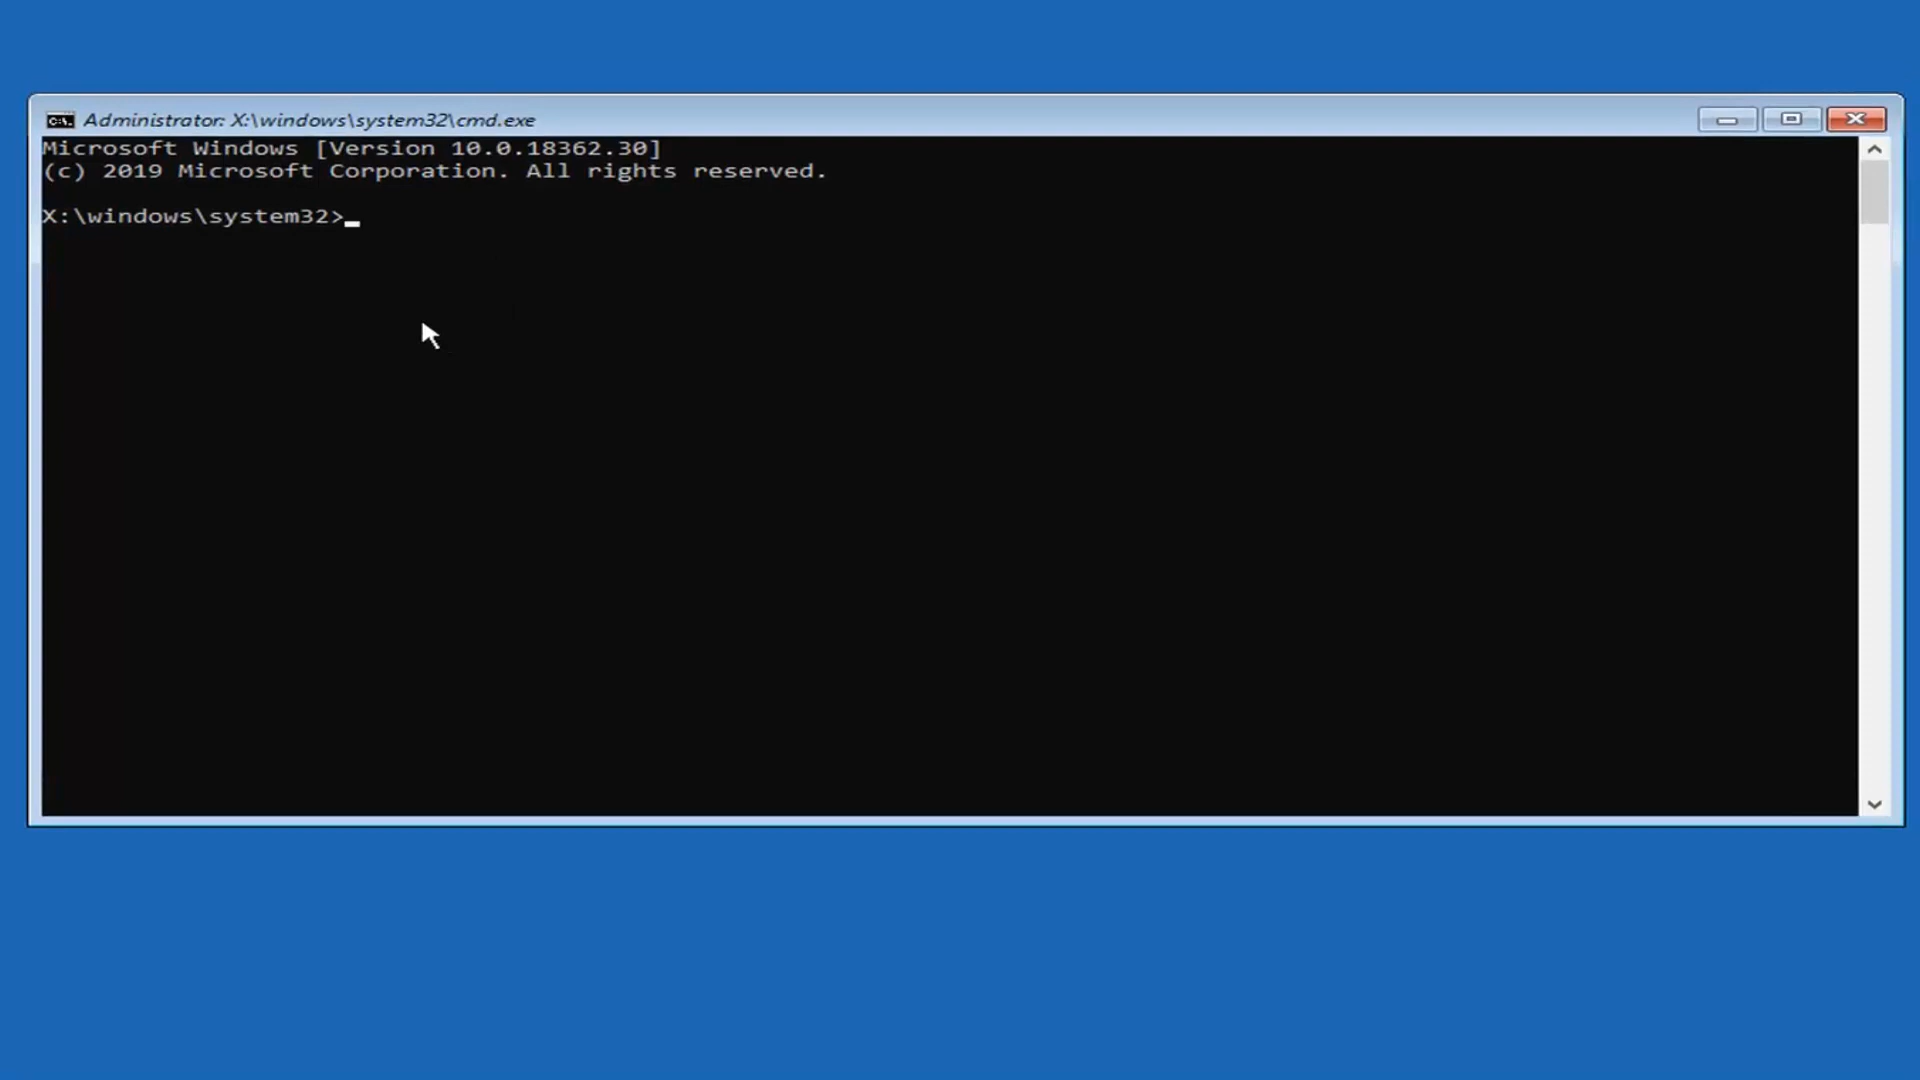 Administrator: X:\windows\system32\cmd.exe
Microsoft Windows [Version 10.0.18362.30]
(c) 2019 Microsoft Corporation. All rights reserved.
X:\windows\system32>